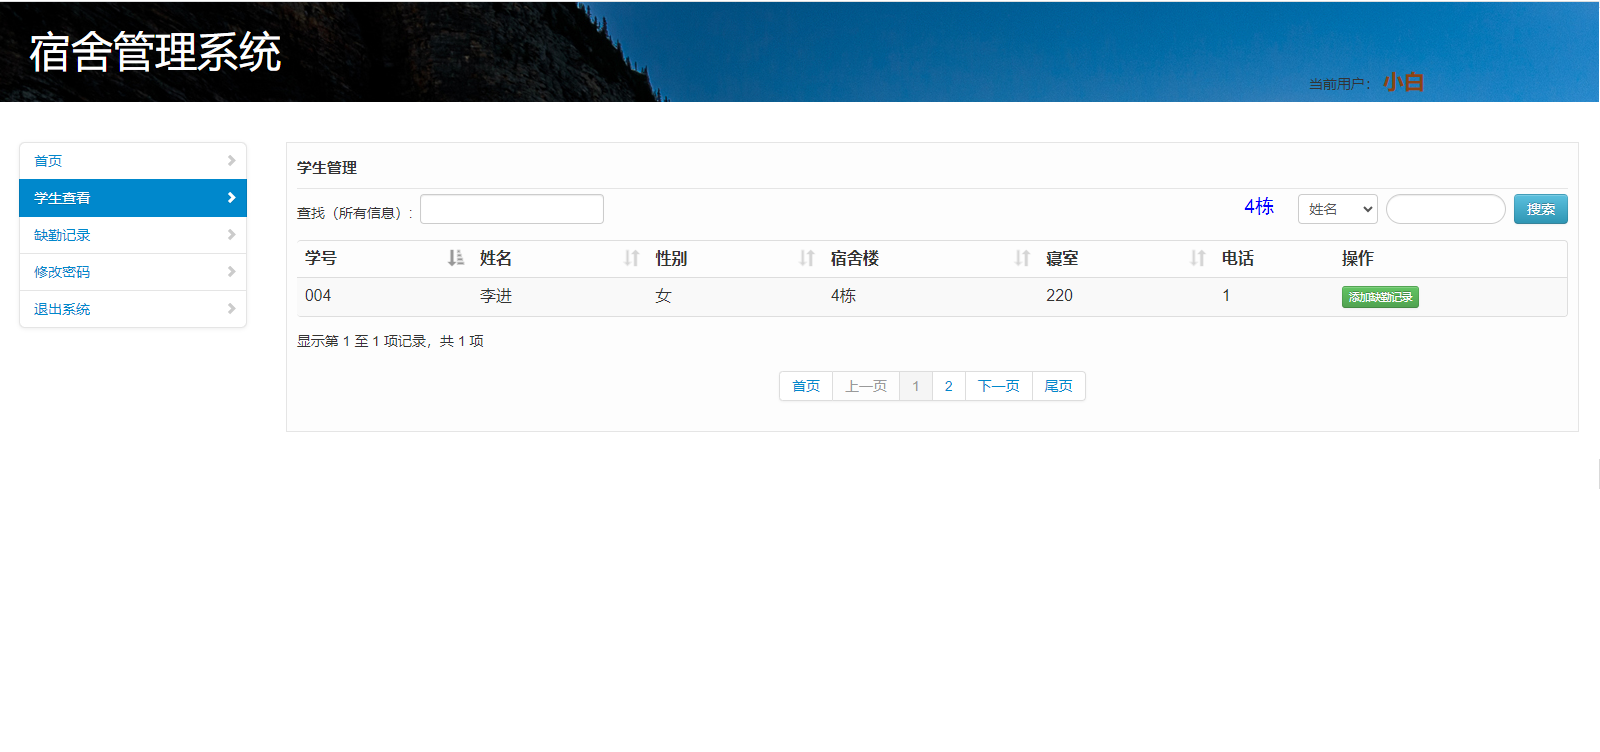 宿舍管理系统
当前用户： 小白
首页
学生查看
缺勤记录
修改密码
退出系统
学生管理
查找（所有信息）: 4栋 姓名 搜索
学号 姓名 性别 宿舍楼 寝室 电话 操作
004 李进 女 4栋 220 1 添加缺勤记录
显示第 1 至 1 项记录，共 1 项
首页 上一页 1 2 下一页 尾页